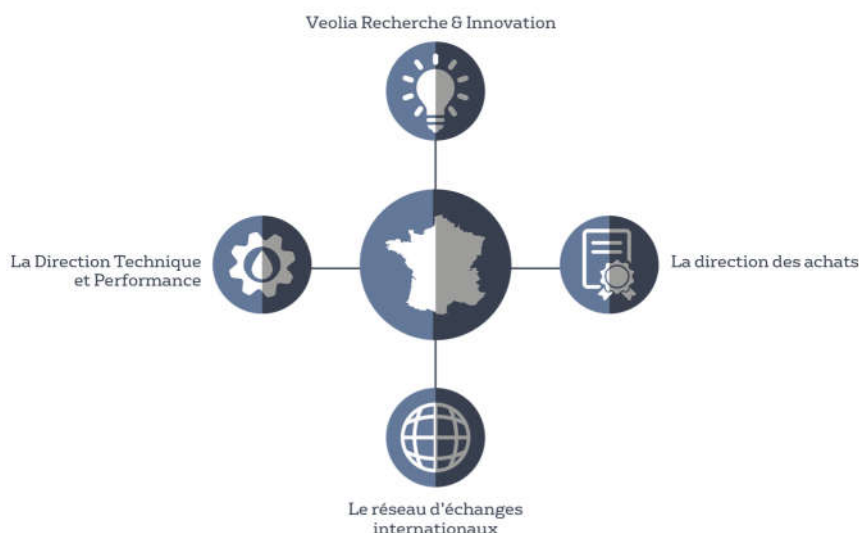 Veolia Recherche & Innovation
La Direction Technique
et Performance
La direction des achats
Le réseau d'échanges
internationaux